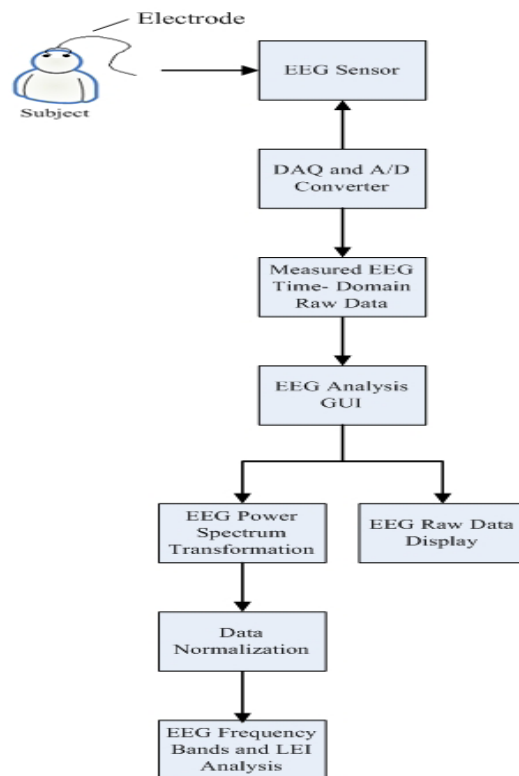 Electrode
Subject
EEG Sensor
DAQ and A/D
Converter
Measured EEG
Time- Domain
Raw Data
EEG Analysis
GUI
EEG Power
Spectrum
Transformation
EEG Raw Data
Display
Data
Normalization
EEG Frequency
Bands and LEI
Analysis